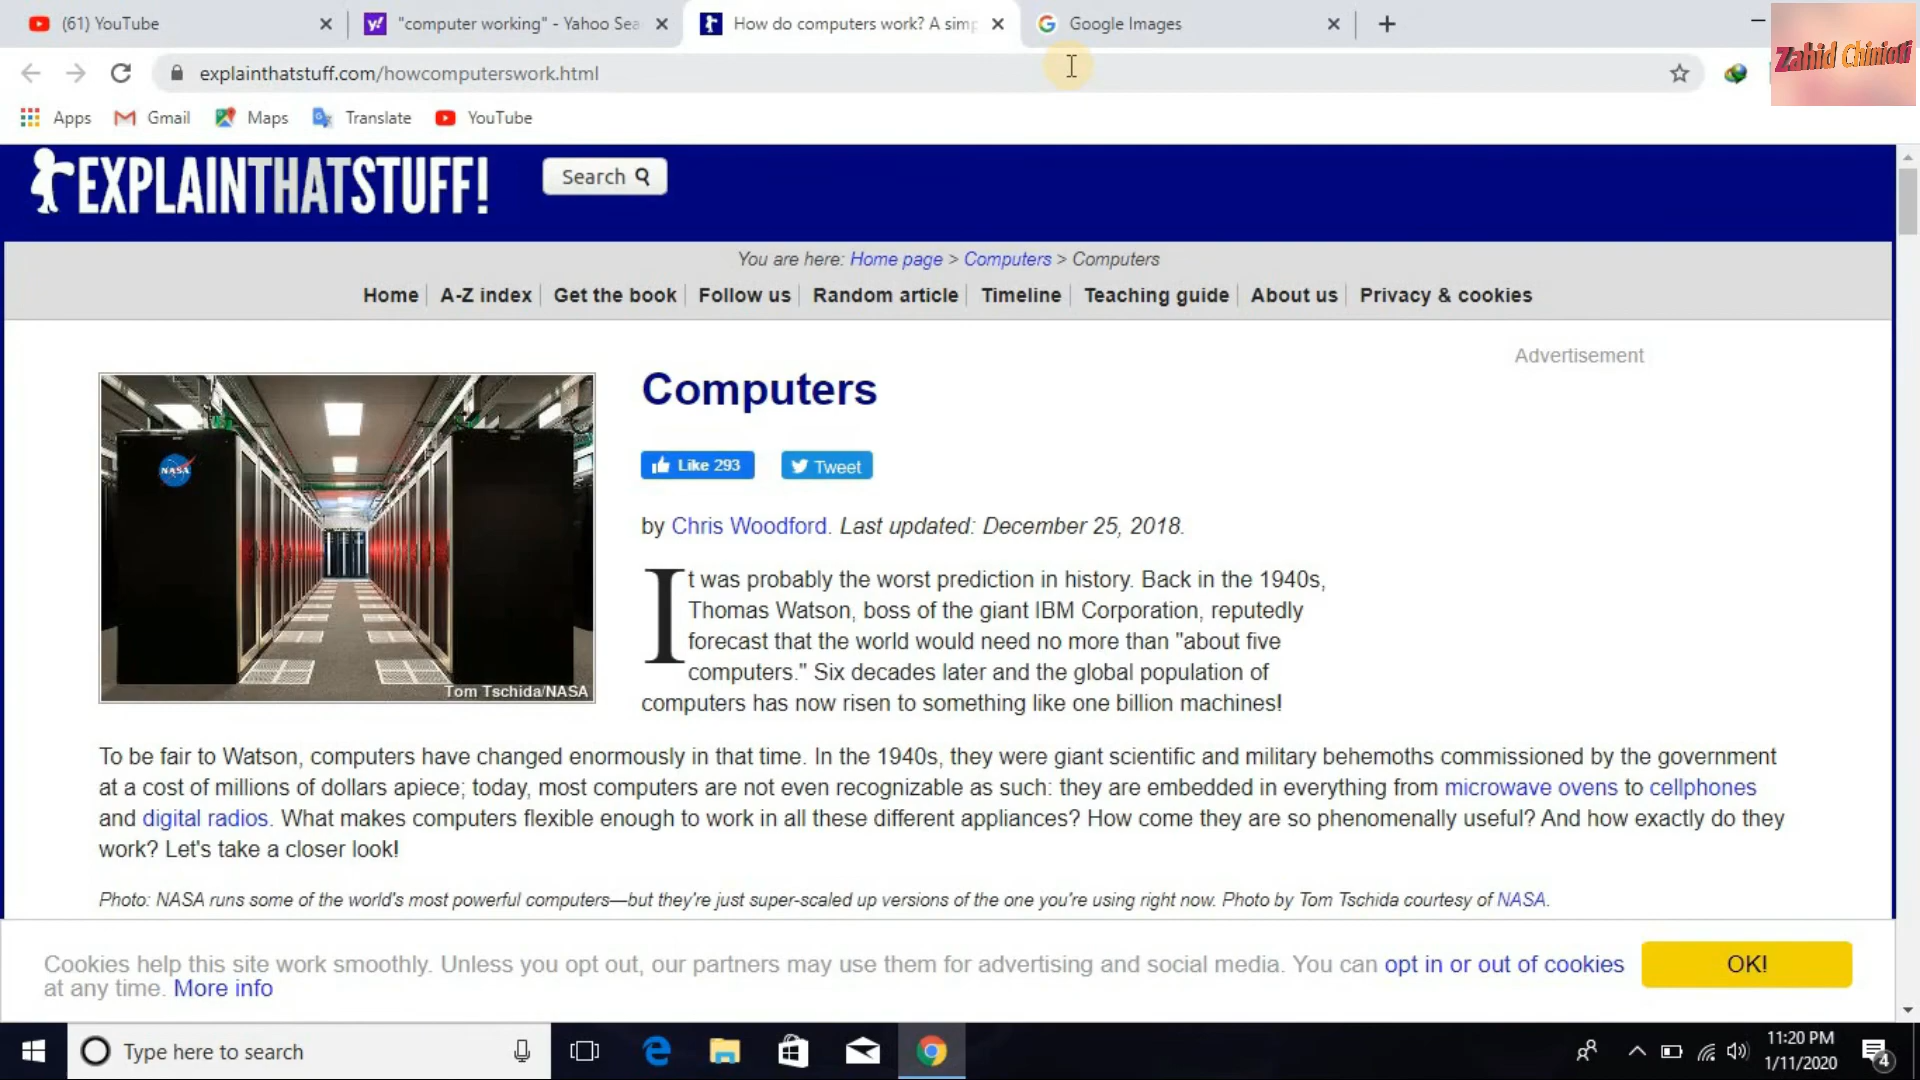 (61) YouTube
"computer working" - Yahoo Sea
How do computers work? A simp
Google Images
explainthatstuff.com/howcomputerswork.html
Zahid Chinioti
Apps
Gmail
Maps
Translate
YouTube
EXPLAINTHATSTUFF!
Search
You are here: Home page > Computers > Computers
Home
A-Z index
Get the book
Follow us
Random article
Timeline
Teaching guide
About us
Privacy & cookies
Advertisement
NASA
Tom Tschida/NASA
Computers
Like 293
Tweet
by Chris Woodford. Last updated: December 25, 2018.
It was probably the worst prediction in history. Back in the 1940s,
Thomas Watson, boss of the giant IBM Corporation, reputedly
forecast that the world would need no more than "about five
computers." Six decades later and the global population of
computers has now risen to something like one billion machines!
To be fair to Watson, computers have changed enormously in that time. In the 1940s, they were giant scientific and military behemoths commissioned by the government
at a cost of millions of dollars apiece; today, most computers are not even recognizable as such: they are embedded in everything from microwave ovens to cellphones
and digital radios. What makes computers flexible enough to work in all these different appliances? How come they are so phenomenally useful? And how exactly do they
work? Let's take a closer look!
Photo: NASA runs some of the world's most powerful computers—but they're just super-scaled up versions of the one you're using right now. Photo by Tom Tschida courtesy of NASA.
Cookies help this site work smoothly. Unless you opt out, our partners may use them for advertising and social media. You can opt in or out of cookies
at any time. More info
OK!
Type here to search
11:20 PM
1/11/2020
4